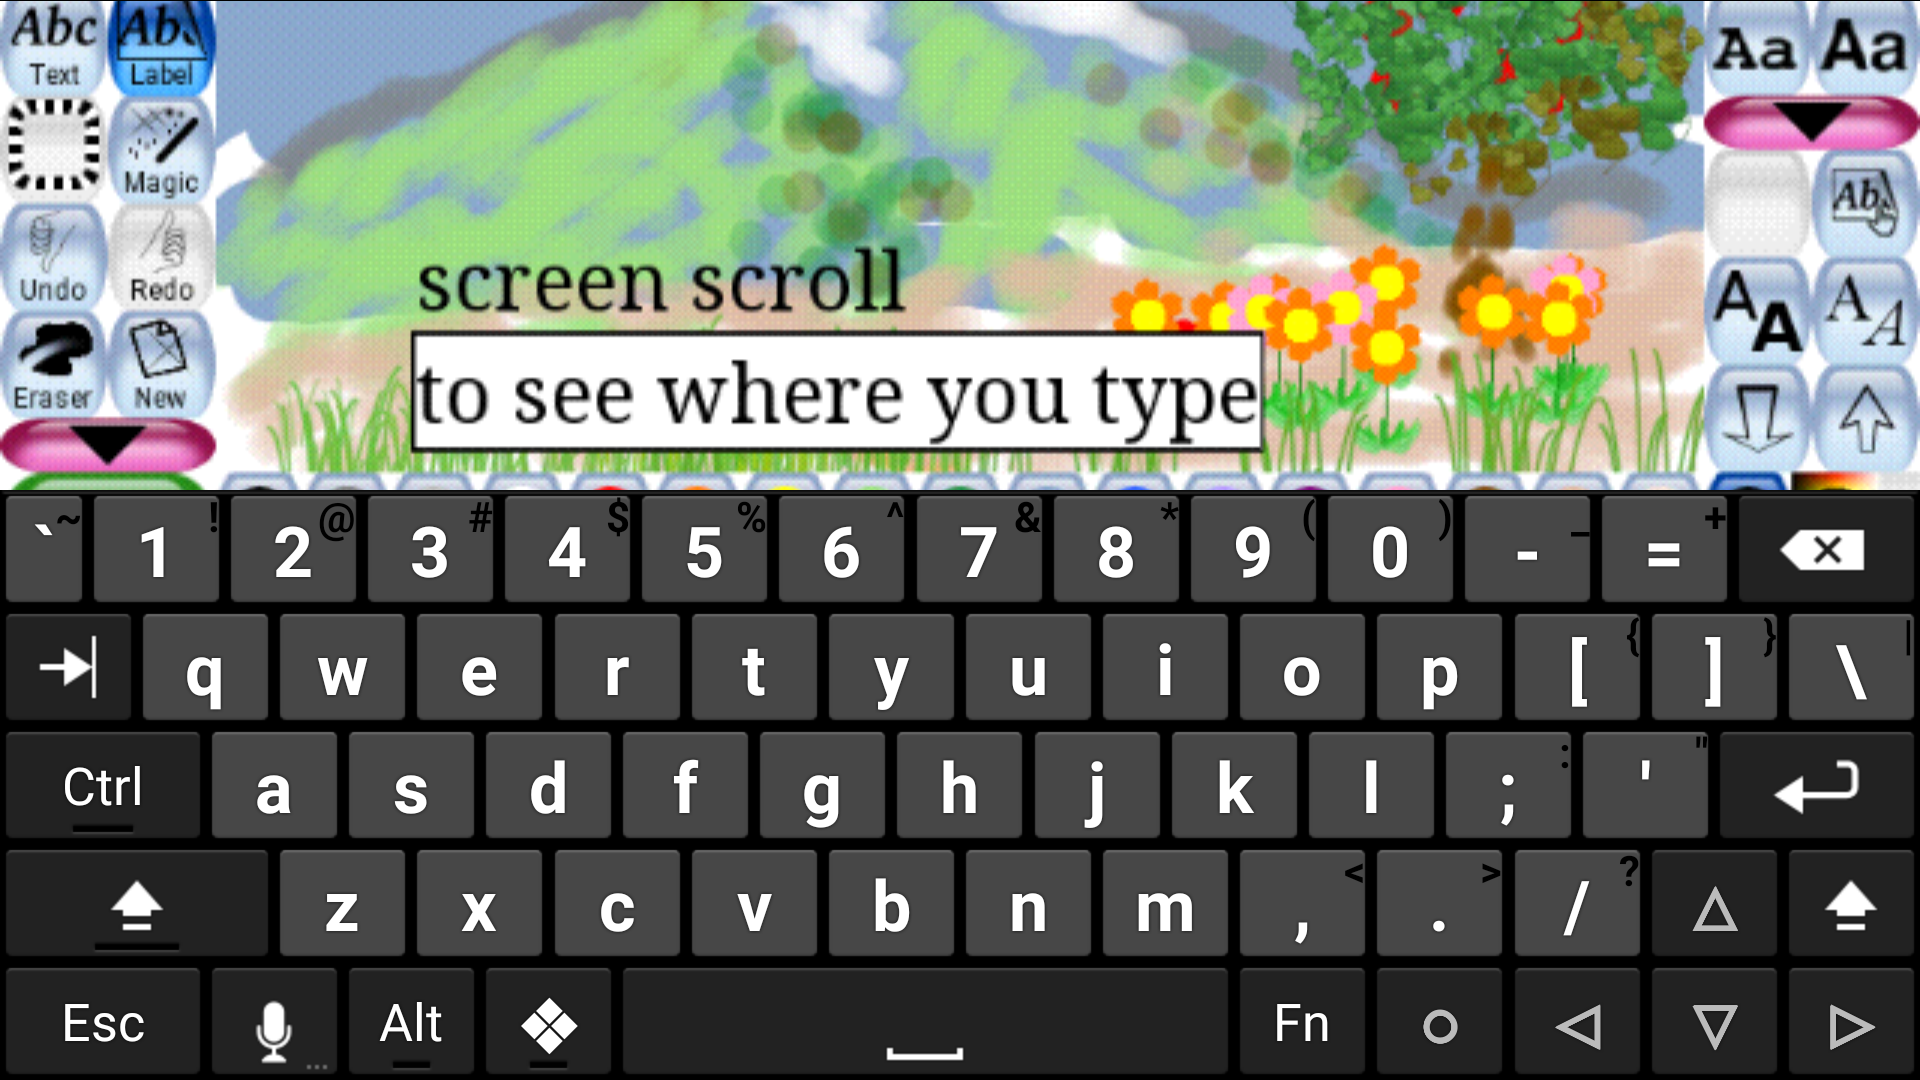 Abc Abc Aa Aa
Text Label
Magic Abc
Undo Redo A A A A
Eraser New
screen scroll
to see where you type
` ~ 1 ! 2 @ 3 # 4 $ 5 % 6 ^ 7 & 8 * 9 ( 0 ) - _ = +
q w e r t y u i o p [ { ] } \ |
Ctrl a s d f g h j k l ; : ' "
z x c v b n m , < . > / ?
Esc ... Alt Fn